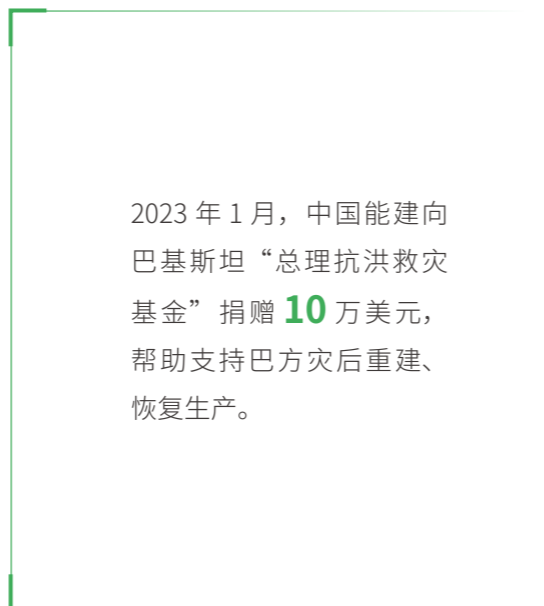 2023 年 1 月，中国能建向
巴基斯坦“总理抗洪救灾
基金”捐赠 10 万美元，
帮助支持巴方灾后重建、
恢复生产。